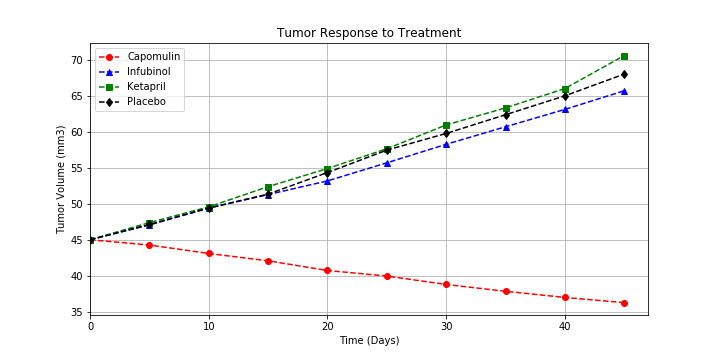 Tumor Response to Treatment
Capomulin
Infubinol
Ketapril
Placebo
Tumor Volume (mm3)
70
65
60
55
50
45
40
35
0 10 20 30 40
Time (Days)